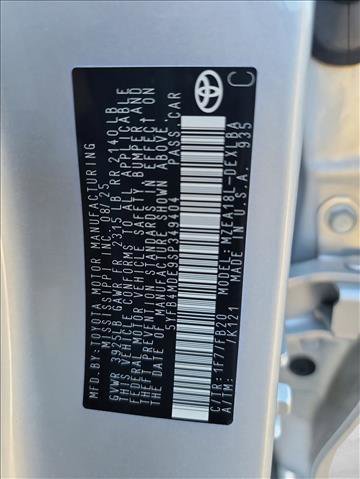 MFD. BY: TOYOTA MOTOR MANUFACTURING
MISSISSIPPI INC. 08/25
GVWR 3925LB GAWR FR 2315 LB RR 2140 LB
THIS VEHICLE CONFORMS TO ALL APPLICABLE
FEDERAL MOTOR VEHICLE SAFETY, BUMPER, AND
THEFT PREVENTION STANDARDS IN EFFECT ON
THE DATE OF MANUFACTURE SHOWN ABOVE.
5YFB4MDE9SP349404 PASS. CAR
C/TR: 1F7/FB20 MODEL: MZEA18L-DEXLBA
A/TM: /K121 MADE IN U.S.A. 935
TOYOTA
C